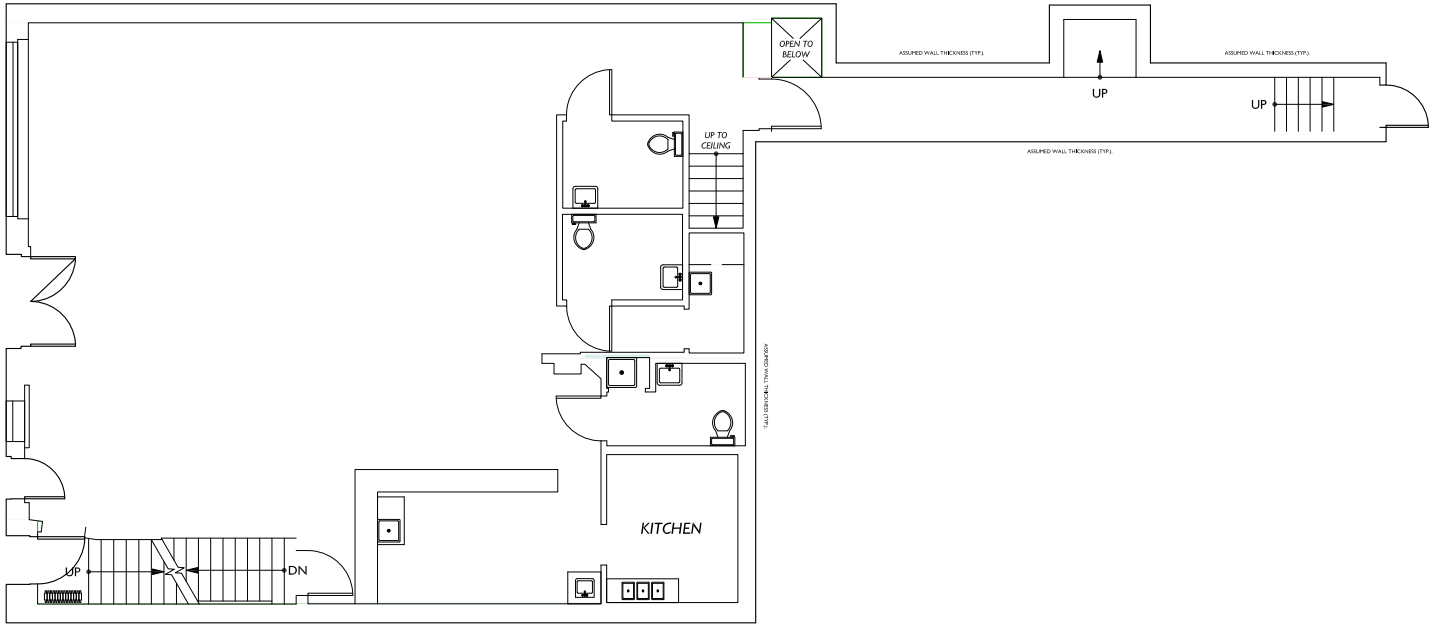 OPEN TO
BELOW
ASSUMED WALL THICKNESS (TYP.).
ASSUMED WALL THICKNESS (TYP.).
UP
UP
UP TO
CEILING
ASSUMED WALL THICKNESS (TYP.).
ASSUMED WALL THICKNESS (TYP.).
KITCHEN
UP
DN